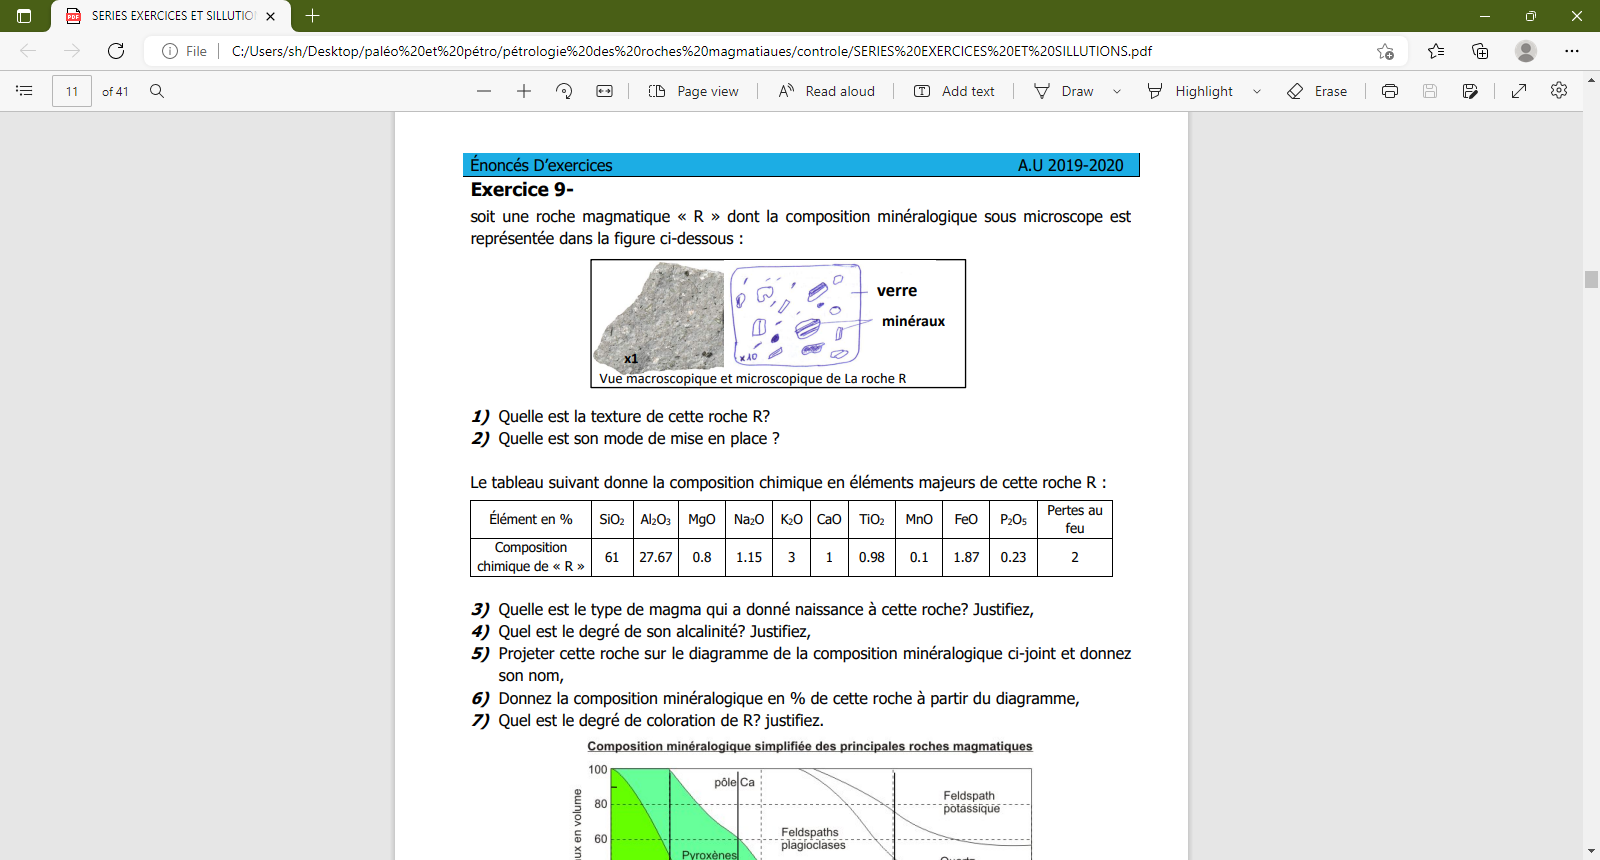 SERIES EXERCICES ET SILLUTIO
File
C:/Users/sh/Desktop/paléo%20et%20pétro/pétrologie%20des%20roches%20magmatiaues/controle/SERIES%20EXERCICES%20ET%20SILLUTIONS.pdf
11 of 41
Page view
Read aloud
Add text
Draw
Highlight
Erase
Énoncés D’exercices A.U 2019-2020
Exercice 9-
soit une roche magmatique « R » dont la composition minéralogique sous microscope est
représentée dans la figure ci-dessous :
verre
minéraux
x1
x10
Vue macroscopique et microscopique de La roche R
1) Quelle est la texture de cette roche R?
2) Quelle est son mode de mise en place ?
Le tableau suivant donne la composition chimique en éléments majeurs de cette roche R :
Élément en % SiO₂ Al₂O₃ MgO Na₂O K₂O CaO TiO₂ MnO FeO P₂O₅ Pertes au
feu
Composition
chimique de « R » 61 27.67 0.8 1.15 3 1 0.98 0.1 1.87 0.23 2
3) Quelle est le type de magma qui a donné naissance à cette roche? Justifiez,
4) Quel est le degré de son alcalinité? Justifiez,
5) Projeter cette roche sur le diagramme de la composition minéralogique ci-joint et donnez
son nom,
6) Donnez la composition minéralogique en % de cette roche à partir du diagramme,
7) Quel est le degré de coloration de R? justifiez.
Composition minéralogique simplifiée des principales roches magmatiques
100
pôle Ca
Feldspath
potassique
80
Feldspaths
plagioclases
60
Pyroxènes
ux en volume